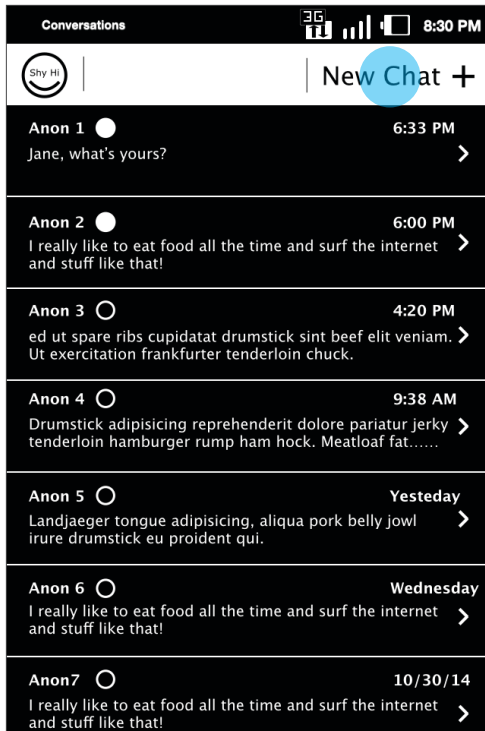 Conversations 3G 8:30 PM
Shy Hi New Chat +
Anon 1 6:33 PM
Jane, what's yours?
Anon 2 6:00 PM
I really like to eat food all the time and surf the internet
and stuff like that!
Anon 3 4:20 PM
ed ut spare ribs cupidatat drumstick sint beef elit veniam.
Ut exercitation frankfurter tenderloin chuck.
Anon 4 9:38 AM
Drumstick adipisicing reprehenderit dolore pariatur jerky
tenderloin hamburger rump ham hock. Meatloaf fat......
Anon 5 Yesteday
Landjaeger tongue adipisicing, aliqua pork belly jowl
irure drumstick eu proident qui.
Anon 6 Wednesday
I really like to eat food all the time and surf the internet
and stuff like that!
Anon7 10/30/14
I really like to eat food all the time and surf the internet
and stuff like that!